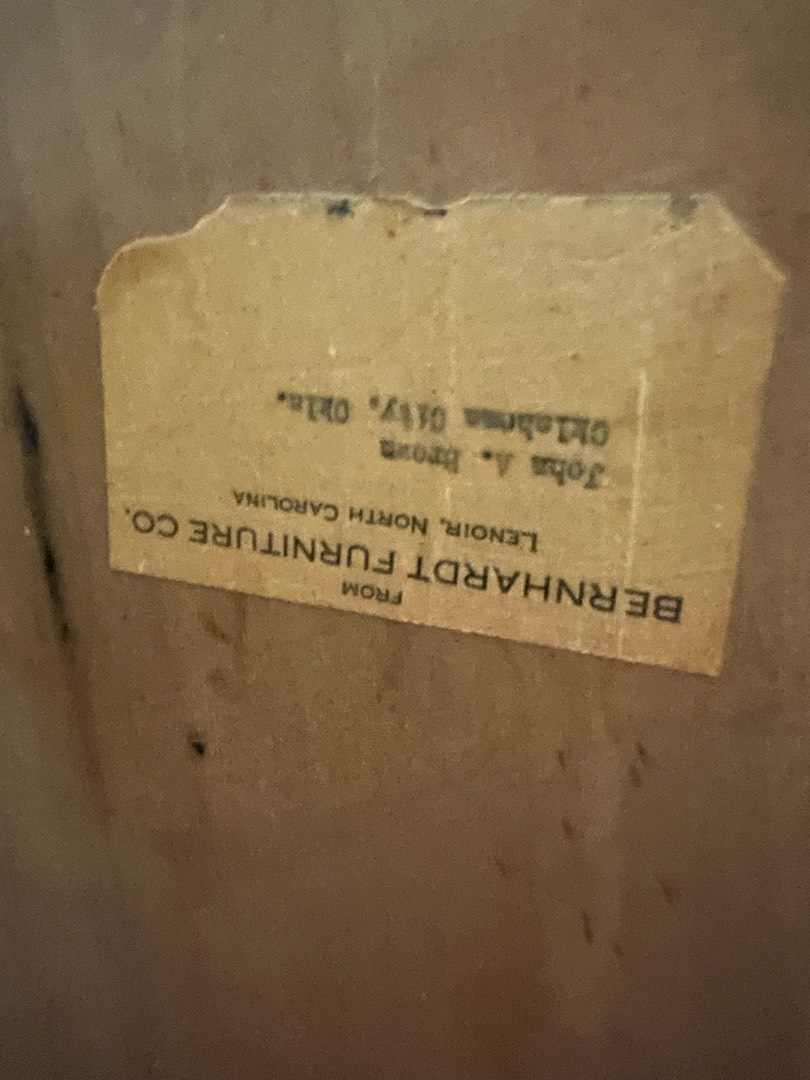 FROM
BERNHARDT FURNITURE CO.
LENOIR, NORTH CAROLINA
John A. Brown
Oklahoma City, Okla.